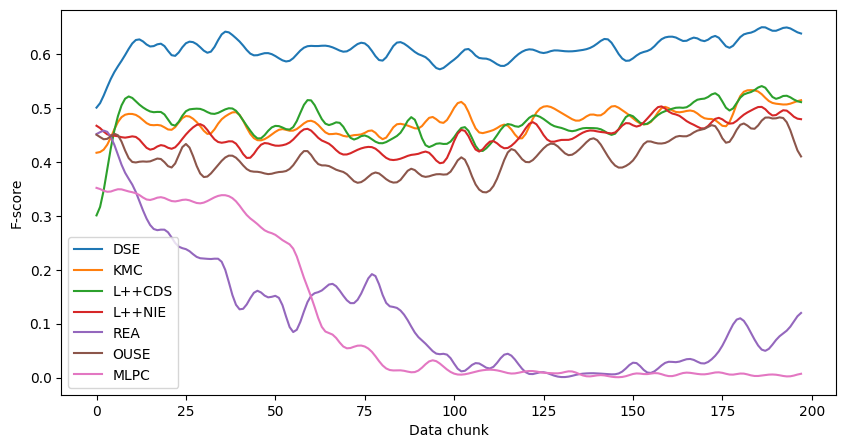 0.6
0.5
0.4
0.3
0.2
0.1
0.0
F-score
DSE
KMC
L++CDS
L++NIE
REA
OUSE
MLPC
0 25 50 75 100 125 150 175 200
Data chunk